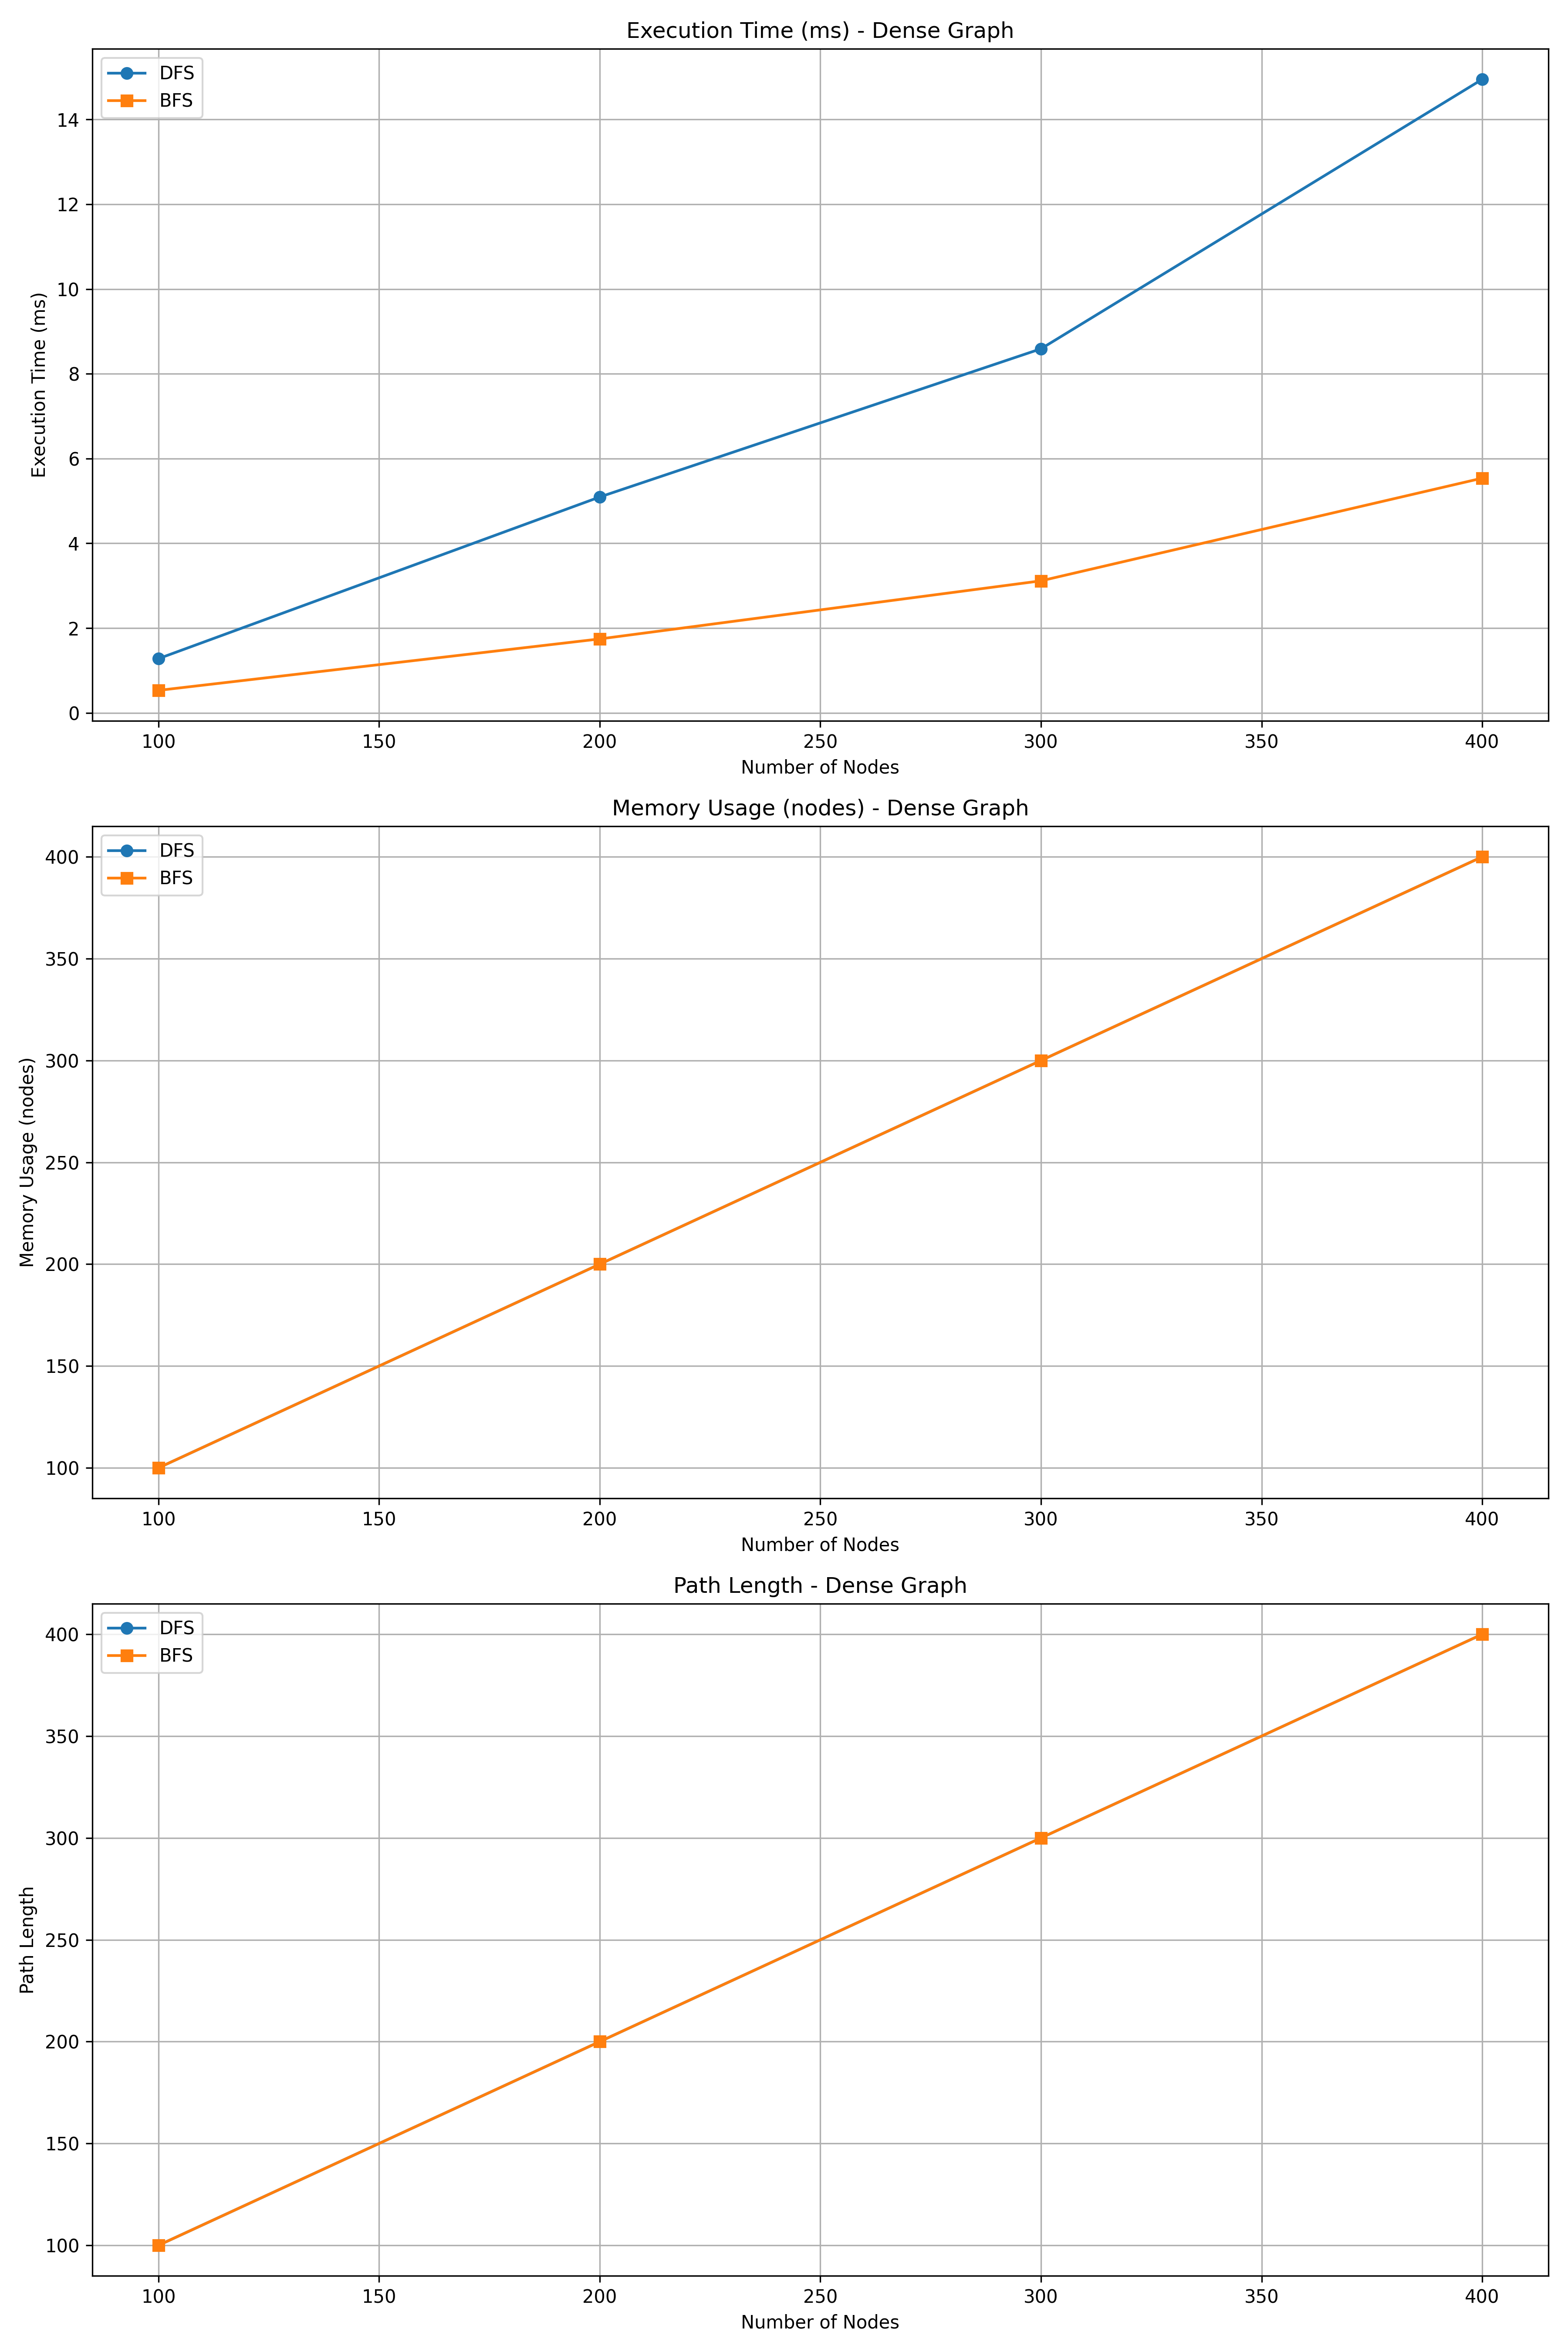 Execution Time (ms) - Dense Graph
DFS
BFS
14
12
10
8
6
4
2
0
Execution Time (ms)
100 150 200 250 300 350 400
Number of Nodes
Memory Usage (nodes) - Dense Graph
DFS
BFS
400
350
300
250
200
150
100
Memory Usage (nodes)
100 150 200 250 300 350 400
Number of Nodes
Path Length - Dense Graph
DFS
BFS
400
350
300
250
200
150
100
Path Length
100 150 200 250 300 350 400
Number of Nodes